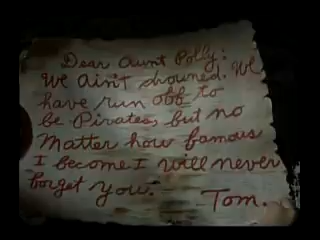 Dear Aunt Polly:
We ain't drowned. We
have run off to
be Pirates, but no
Matter how famous
I become I will never
forget you.
Tom.